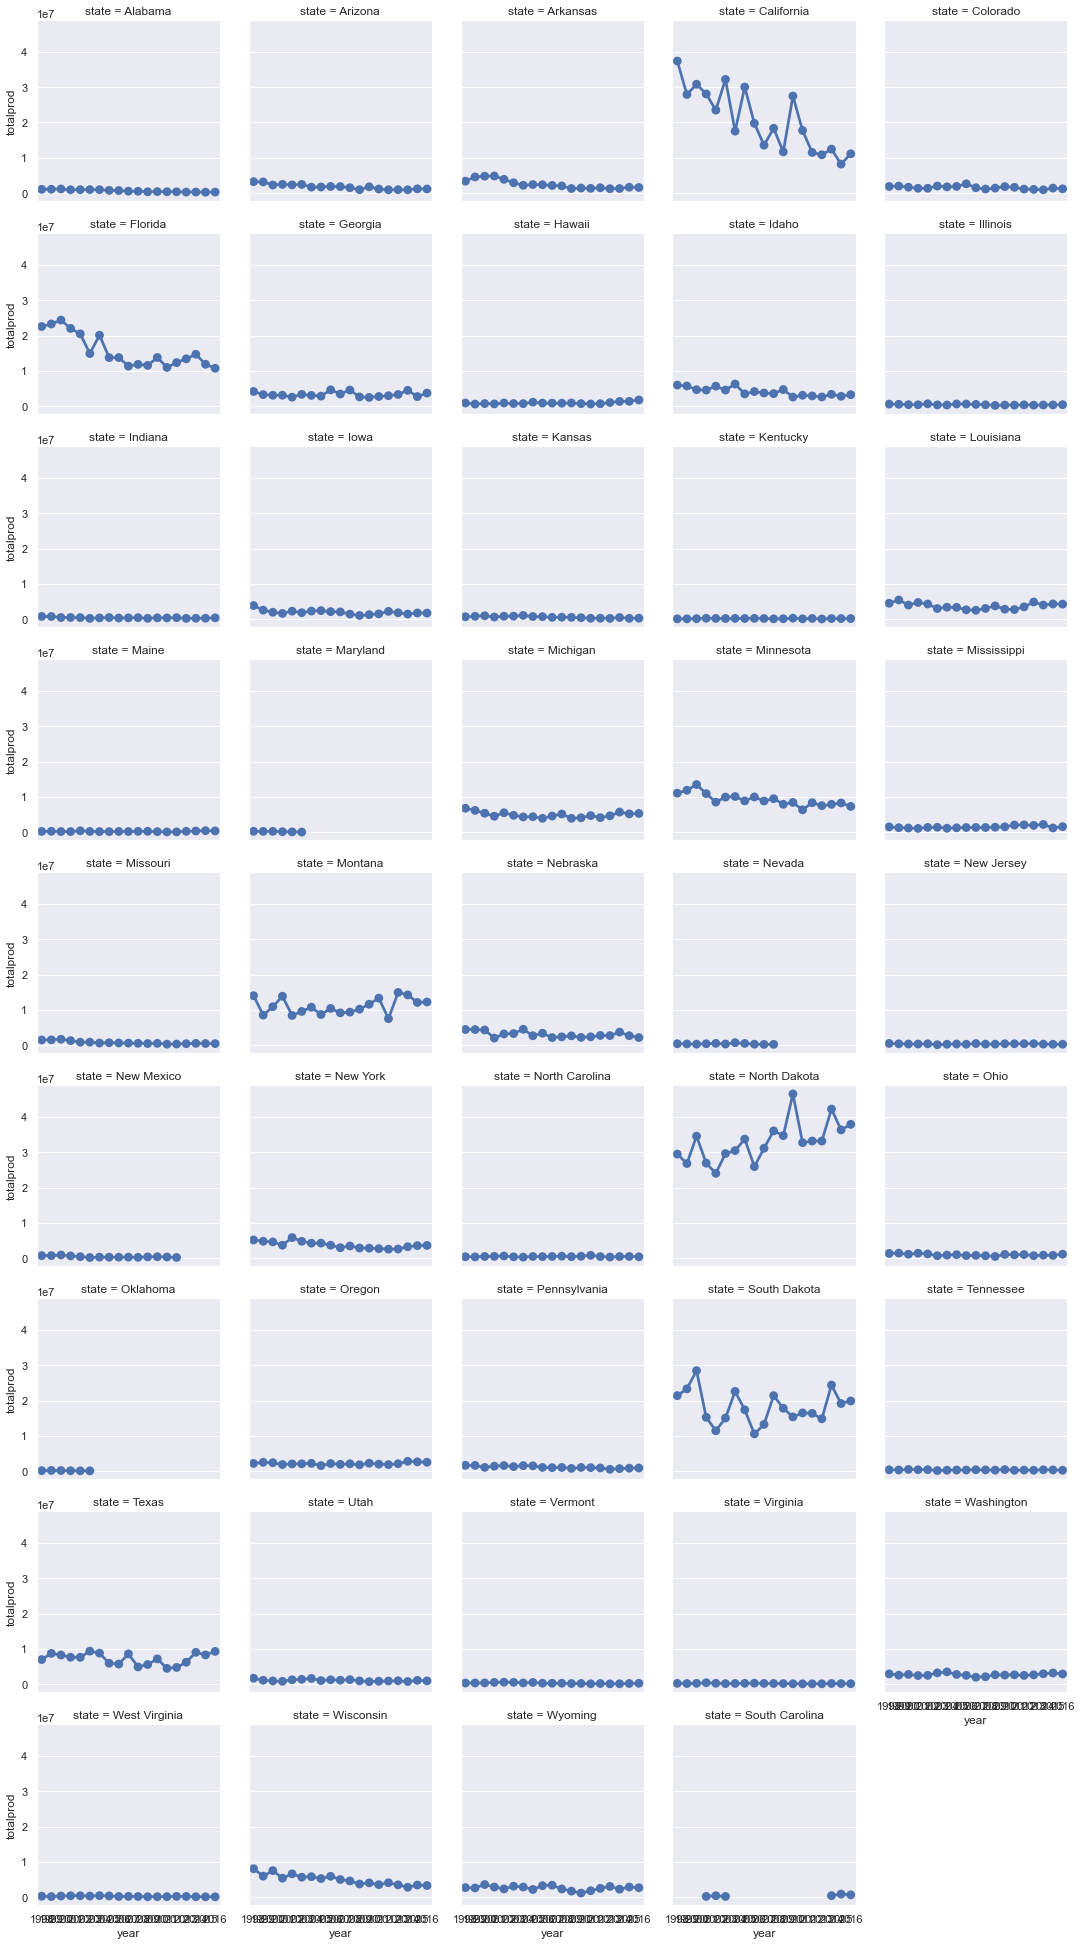 1e7
state = Alabama
state = Arizona
state = Arkansas
state = California
state = Colorado
4
3
2
1
0
totalprod
1e7
state = Florida
state = Georgia
state = Hawaii
state = Idaho
state = Illinois
4
3
2
1
0
totalprod
1e7
state = Indiana
state = Iowa
state = Kansas
state = Kentucky
state = Louisiana
4
3
2
1
0
totalprod
1e7
state = Maine
state = Maryland
state = Michigan
state = Minnesota
state = Mississippi
4
3
2
1
0
totalprod
1e7
state = Missouri
state = Montana
state = Nebraska
state = Nevada
state = New Jersey
4
3
2
1
0
totalprod
1e7
state = New Mexico
state = New York
state = North Carolina
state = North Dakota
state = Ohio
4
3
2
1
0
totalprod
1e7
state = Oklahoma
state = Oregon
state = Pennsylvania
state = South Dakota
state = Tennessee
4
3
2
1
0
totalprod
1e7
state = Texas
state = Utah
state = Vermont
state = Virginia
state = Washington
4
3
2
1
0
totalprod
year
1e7
state = West Virginia
state = Wisconsin
state = Wyoming
state = South Carolina
4
3
2
1
0
totalprod
year
year
year
year